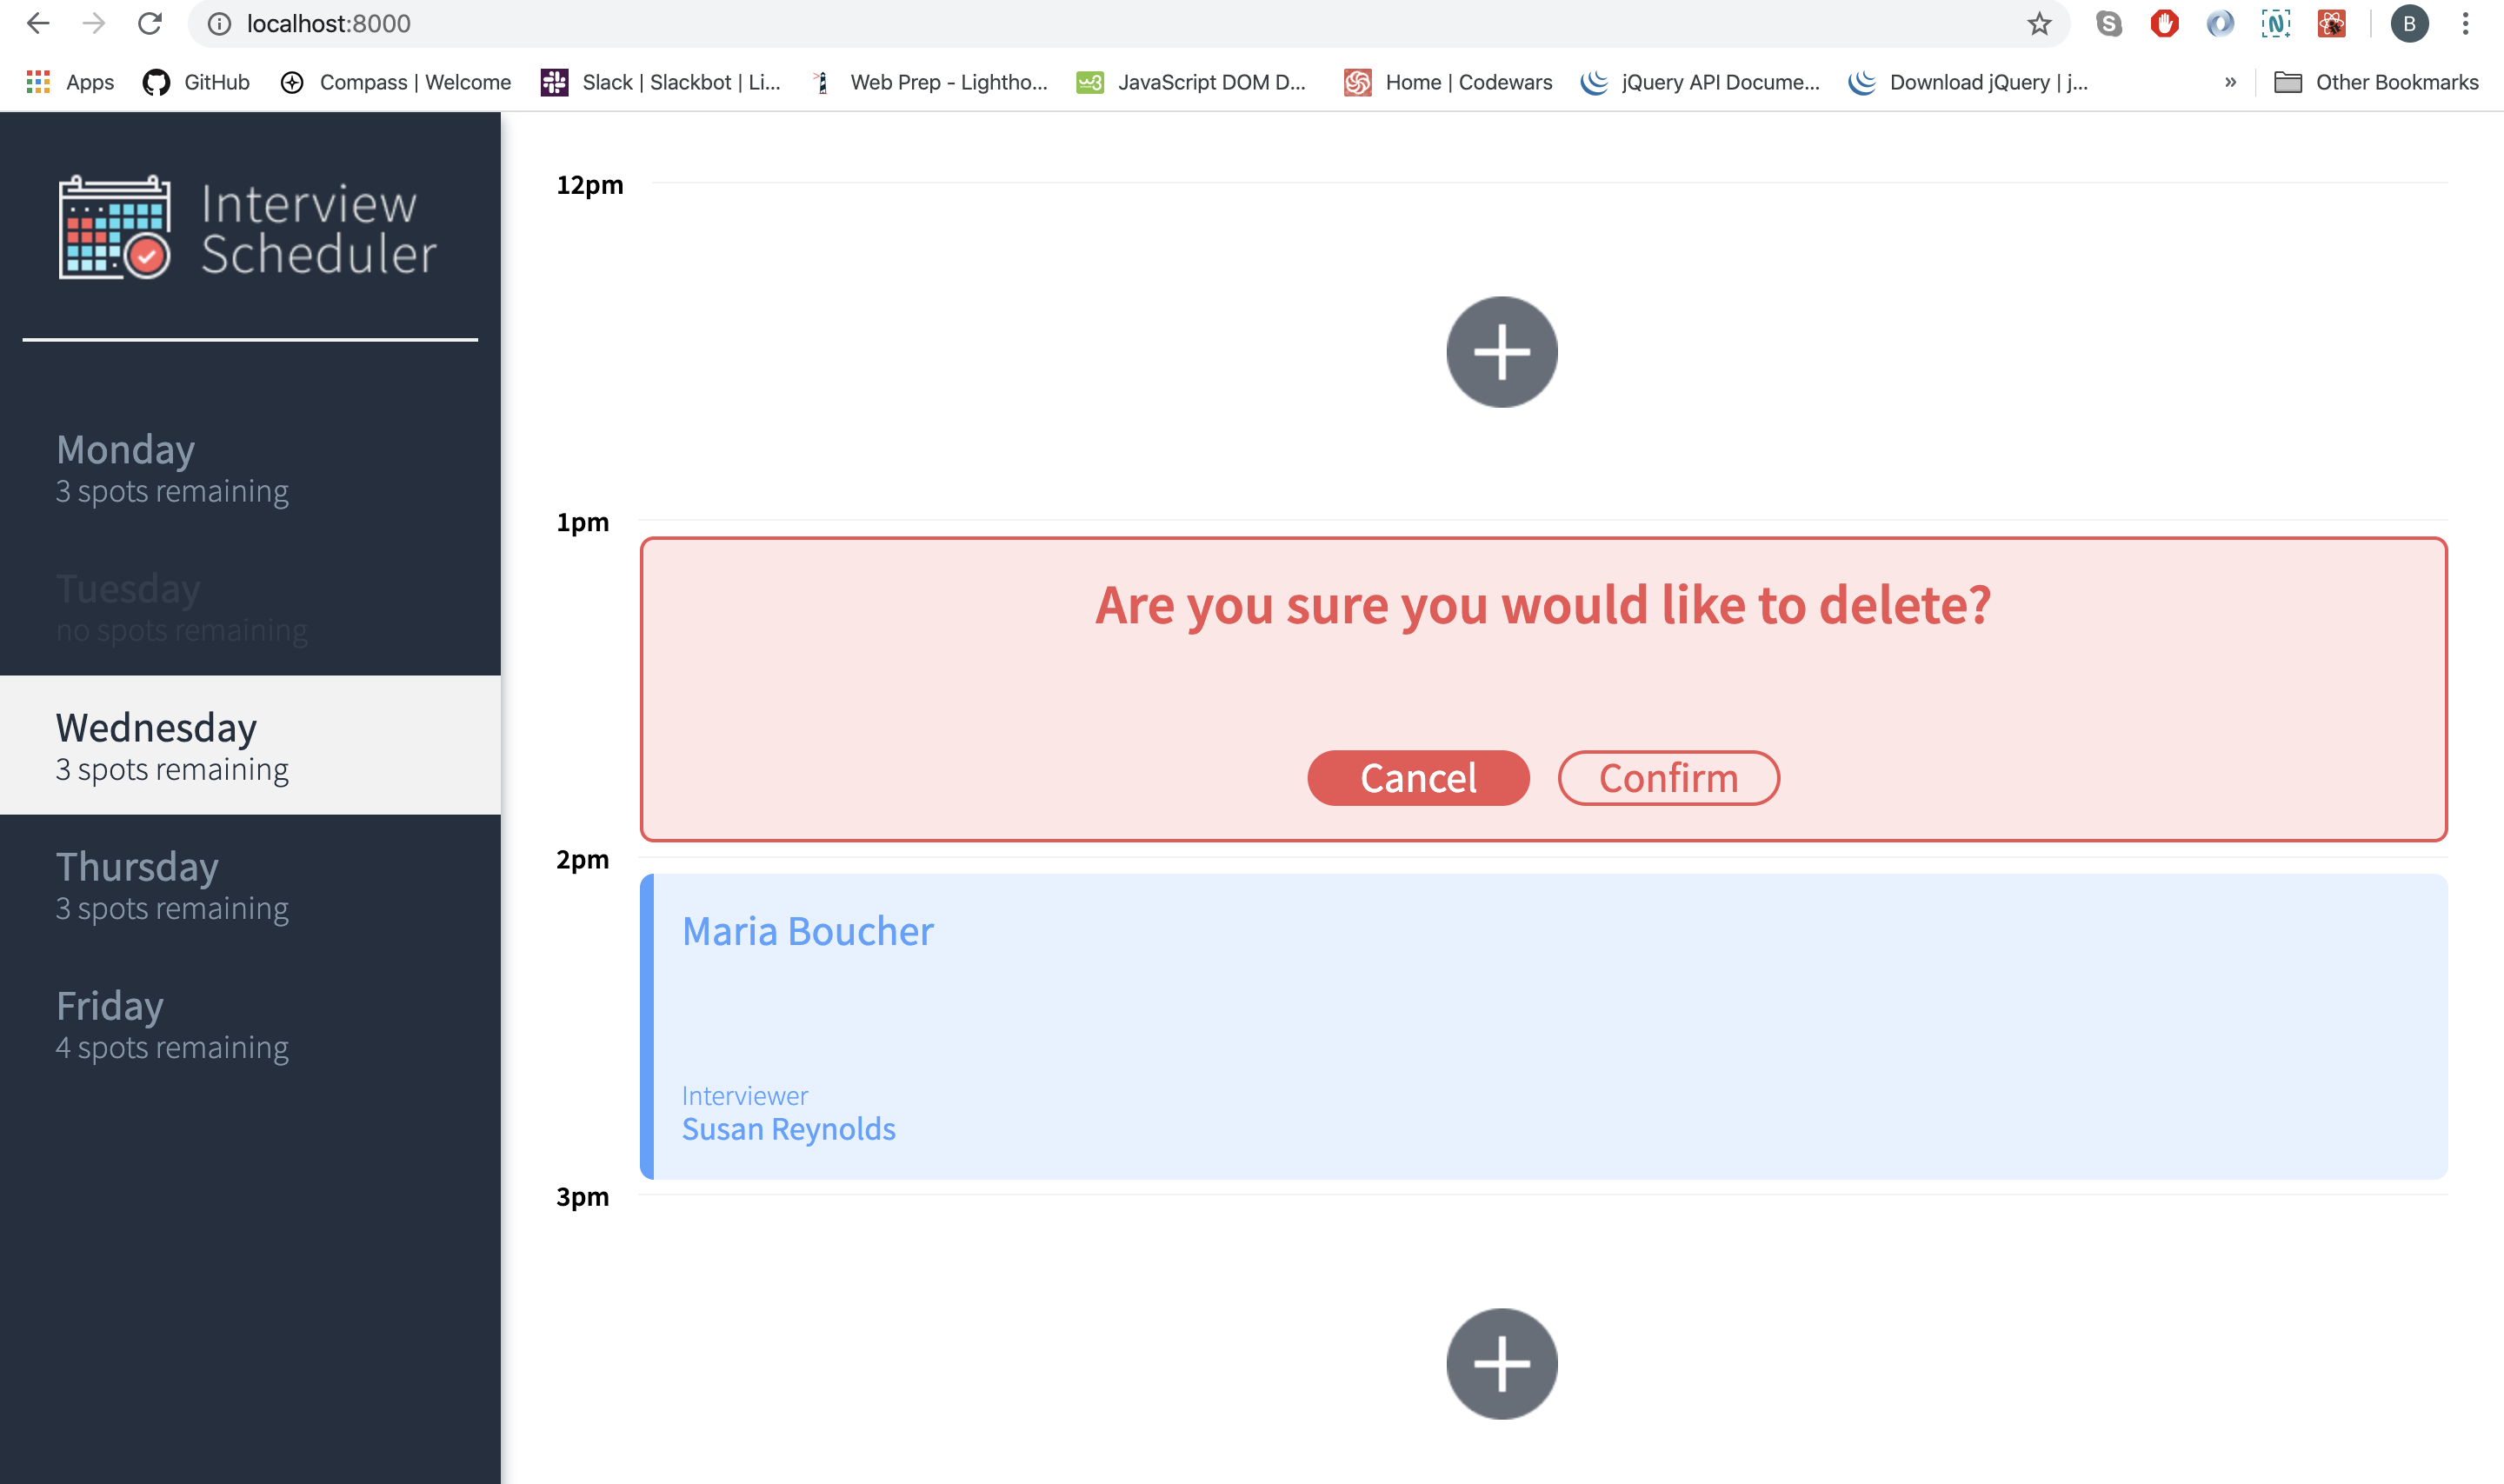 localhost:8000
B
Apps
GitHub
Compass | Welcome
Slack | Slackbot | Li...
Web Prep - Lightho...
JavaScript DOM D...
Home | Codewars
jQuery API Docume...
Download jQuery | j...
»
Other Bookmarks
Interview
Scheduler
Monday
3 spots remaining
Tuesday
no spots remaining
Wednesday
3 spots remaining
Thursday
3 spots remaining
Friday
4 spots remaining
12pm
1pm
Are you sure you would like to delete?
Cancel
Confirm
2pm
Maria Boucher
Interviewer
Susan Reynolds
3pm